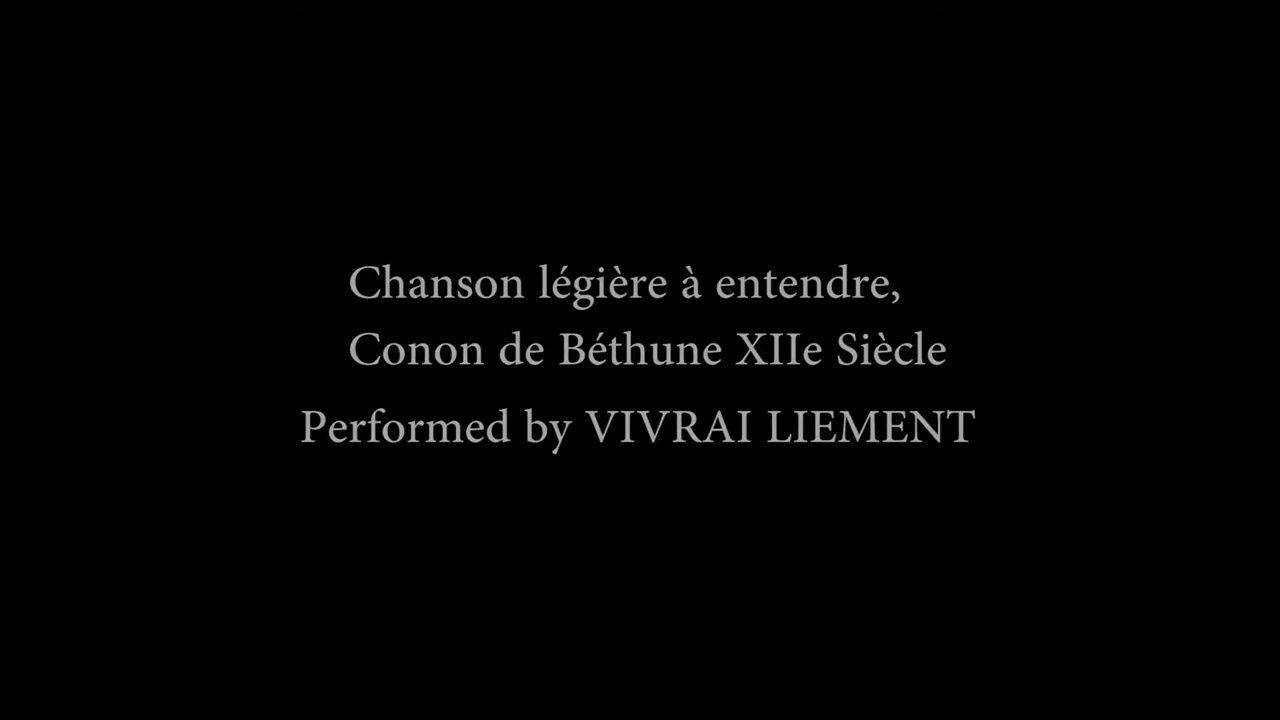 Chanson légière à entendre,
Conon de Béthune XIIe Siècle
Performed by VIVRAI LIEMENT